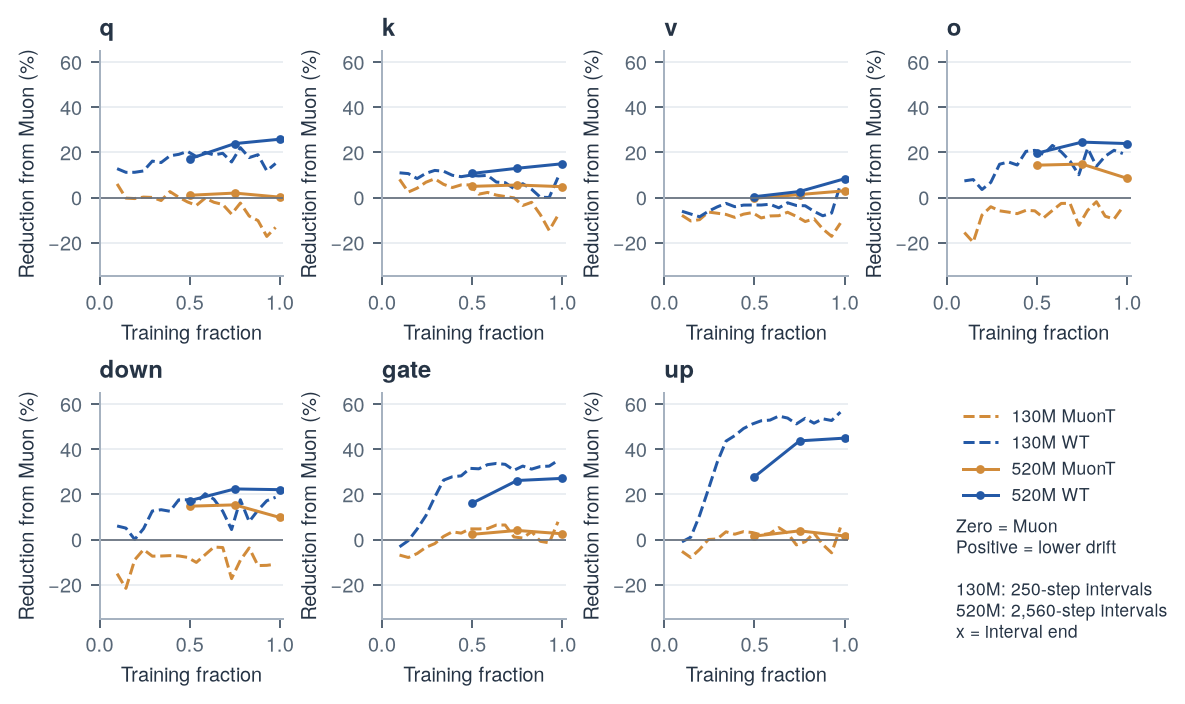 q
k
v
o
Reduction from Muon (%)
60
40
20
0
−20
0.0
0.5
1.0
Training fraction
Reduction from Muon (%)
60
40
20
0
−20
0.0
0.5
1.0
Training fraction
Reduction from Muon (%)
60
40
20
0
−20
0.0
0.5
1.0
Training fraction
Reduction from Muon (%)
60
40
20
0
−20
0.0
0.5
1.0
Training fraction
down
gate
up
Reduction from Muon (%)
60
40
20
0
−20
0.0
0.5
1.0
Training fraction
Reduction from Muon (%)
60
40
20
0
−20
0.0
0.5
1.0
Training fraction
Reduction from Muon (%)
60
40
20
0
−20
0.0
0.5
1.0
Training fraction
130M MuonT
130M WT
520M MuonT
520M WT
Zero = Muon
Positive = lower drift
130M: 250-step intervals
520M: 2,560-step intervals
x = interval end